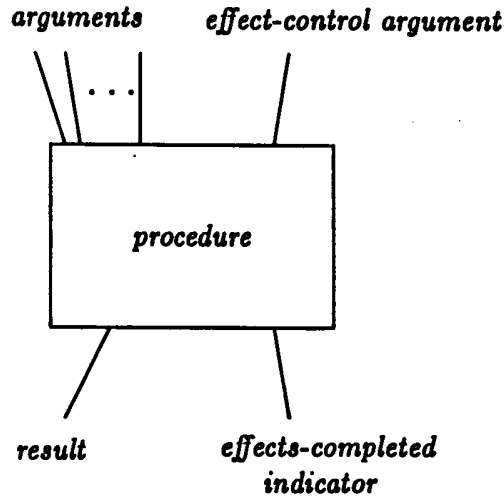 arguments effect-control argument
. . .
procedure
result effects-completed
indicator